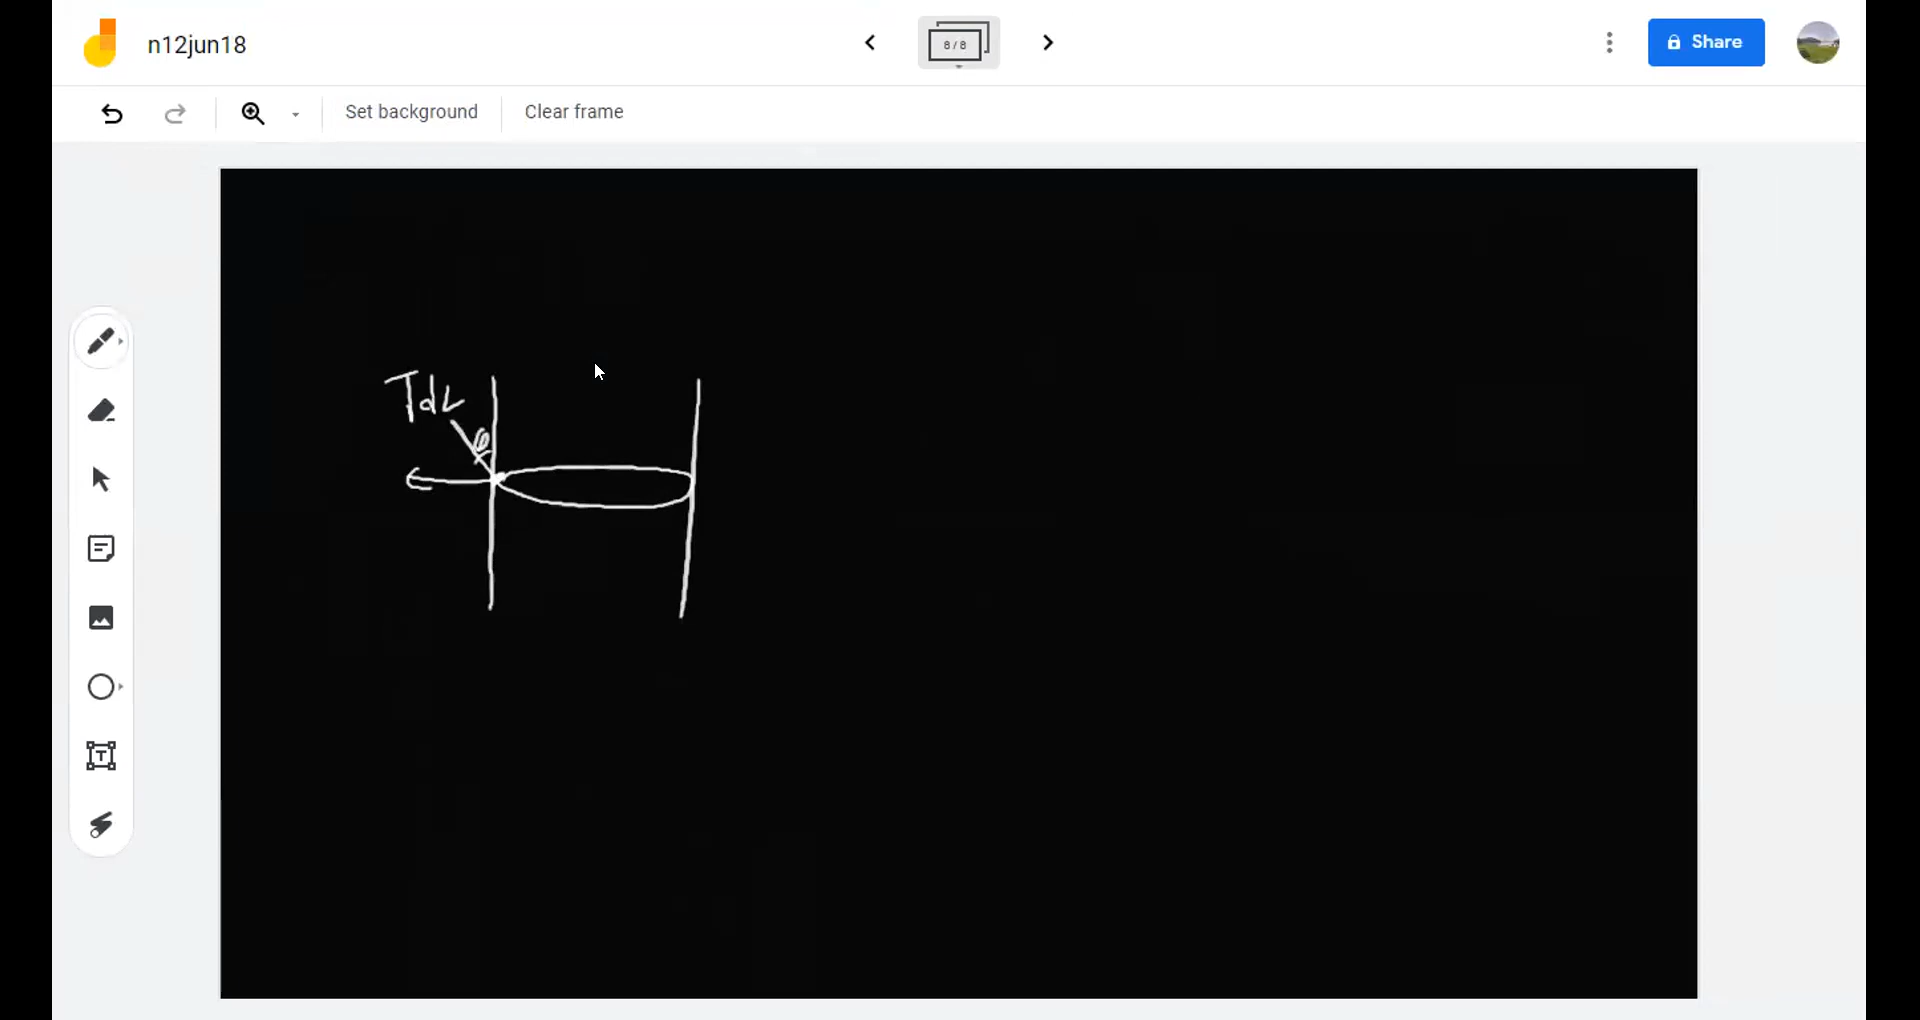 n12jun18
8/8
Share
Set background
Clear frame
TdL
θ
T